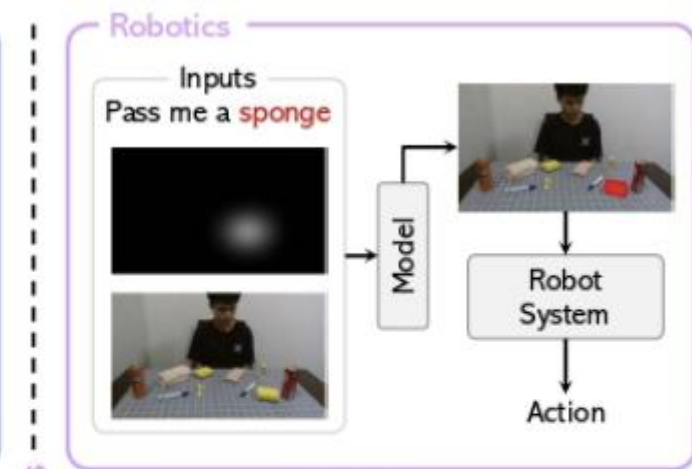 Robotics
Inputs
Pass me a sponge
Model
Robot
System
Action